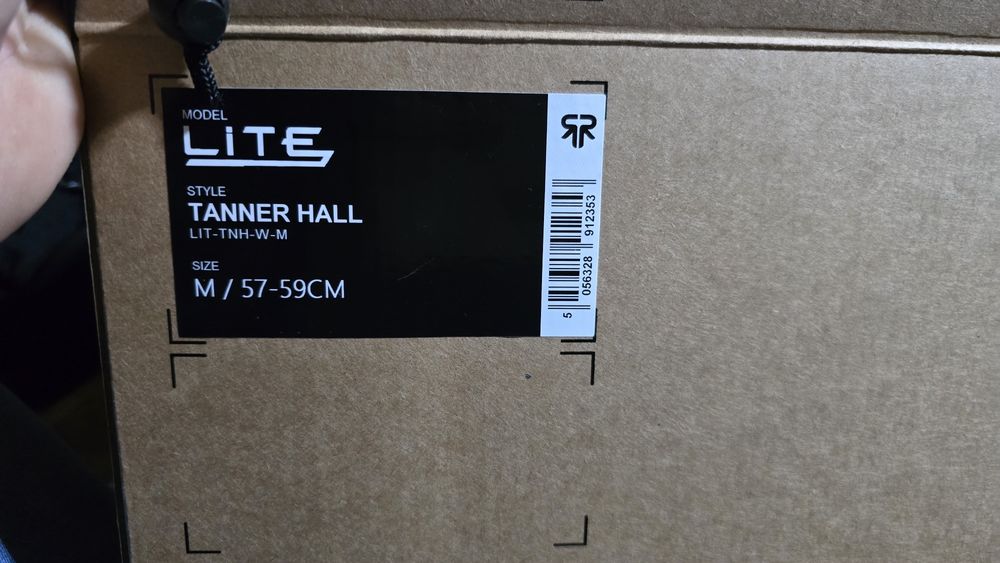 MODEL
LiTE
STYLE
TANNER HALL
LIT-TNH-W-M
SIZE
M / 57-59CM
5 056328 912353